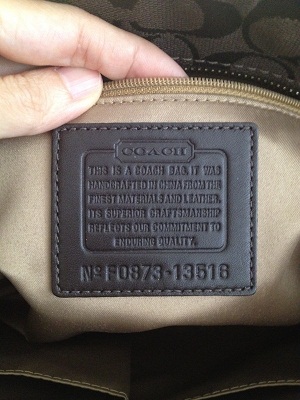 COACH
THIS IS A COACH BAG. IT WAS
HANDCRAFTED IN CHINA FROM THE
FINEST MATERIALS AND LEATHER.
ITS SUPERIOR CRAFTSMANSHIP
REFLECTS OUR COMMITMENT TO
ENDURING QUALITY.
No F0873-13518